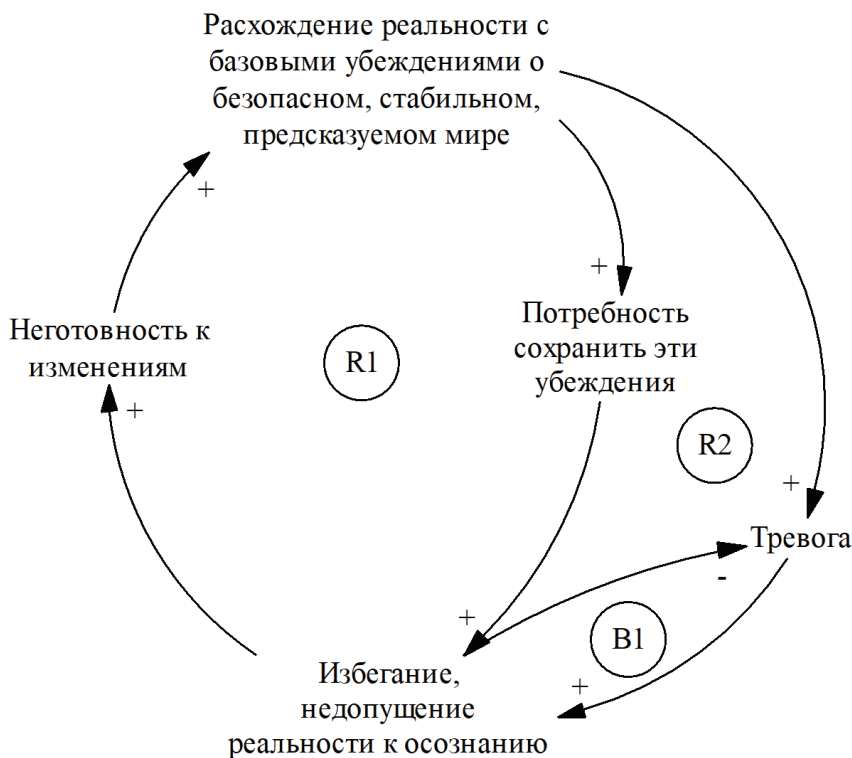 Расхождение реальности с
базовыми убеждениями о
безопасном, стабильном,
предсказуемом мире
+
+
Неготовность к
изменениям
R1
Потребность
сохранить эти
убеждения
+
R2
+
Тревога
-
+
B1
+
Избегание,
недопущение
реальности к осознанию